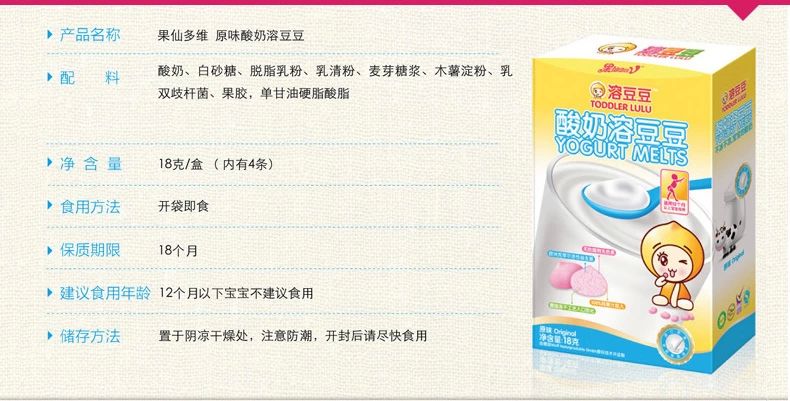 产品名称 果仙多维 原味酸奶溶豆豆
配 料 酸奶、白砂糖、脱脂乳粉、乳清粉、麦芽糖浆、木薯淀粉、乳
双歧杆菌、果胶，单甘油硬脂酸脂
净 含 量 18克/盒 （ 内有4条）
食用方法 开袋即食
保质期限 18个月
建议食用年龄 12个月以下宝宝不建议食用
储存方法 置于阴凉干燥处，注意防潮，开封后请尽快食用
溶豆豆
TODDLER LULU
酸奶溶豆豆
YOGURT MELTS
原味 Original
净含量:18克